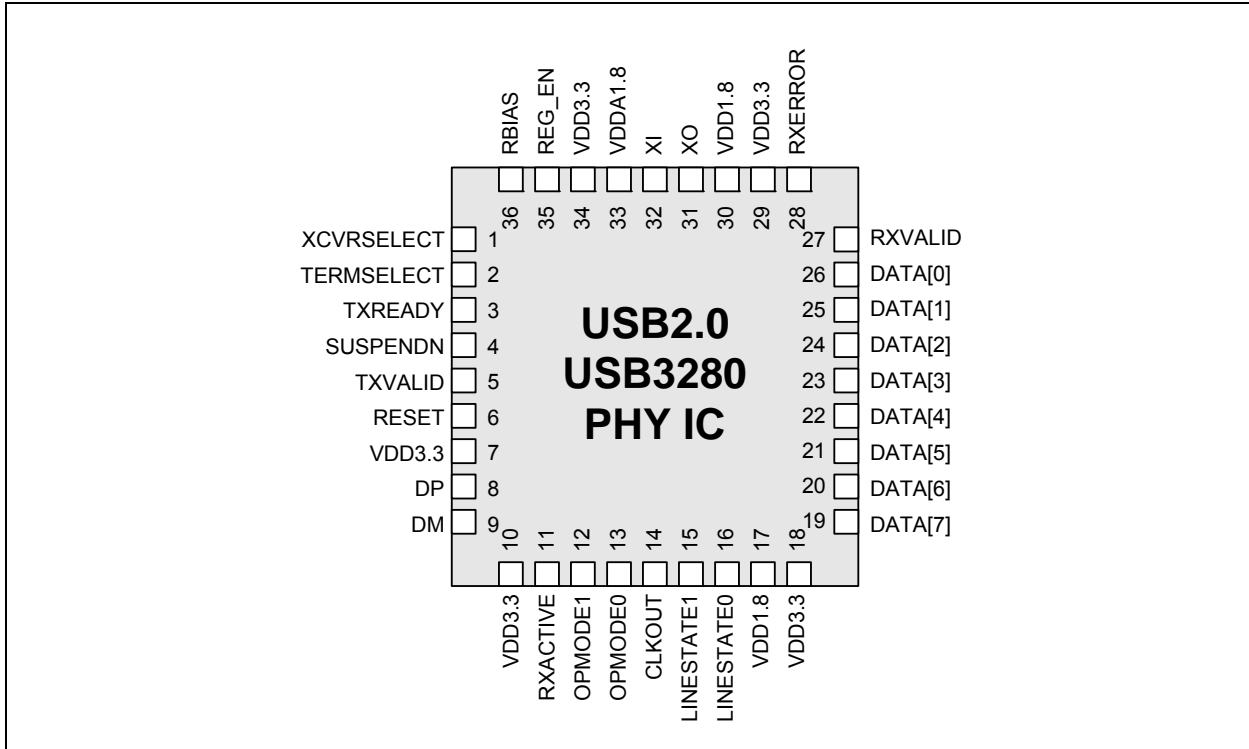 RBIAS
REG_EN
VDD3.3
VDDA1.8
XI
XO
VDD1.8
VDD3.3
RXERROR
36
35
34
33
32
31
30
29
28
XCVRSELECT 1
TERMSELECT 2
TXREADY 3
SUSPENDN 4
TXVALID 5
RESET 6
VDD3.3 7
DP 8
DM 9
USB2.0
USB3280
PHY IC
27 RXVALID
26 DATA[0]
25 DATA[1]
24 DATA[2]
23 DATA[3]
22 DATA[4]
21 DATA[5]
20 DATA[6]
19 DATA[7]
10
11
12
13
14
15
16
17
18
VDD3.3
RXACTIVE
OPMODE1
OPMODE0
CLKOUT
LINESTATE1
LINESTATE0
VDD1.8
VDD3.3